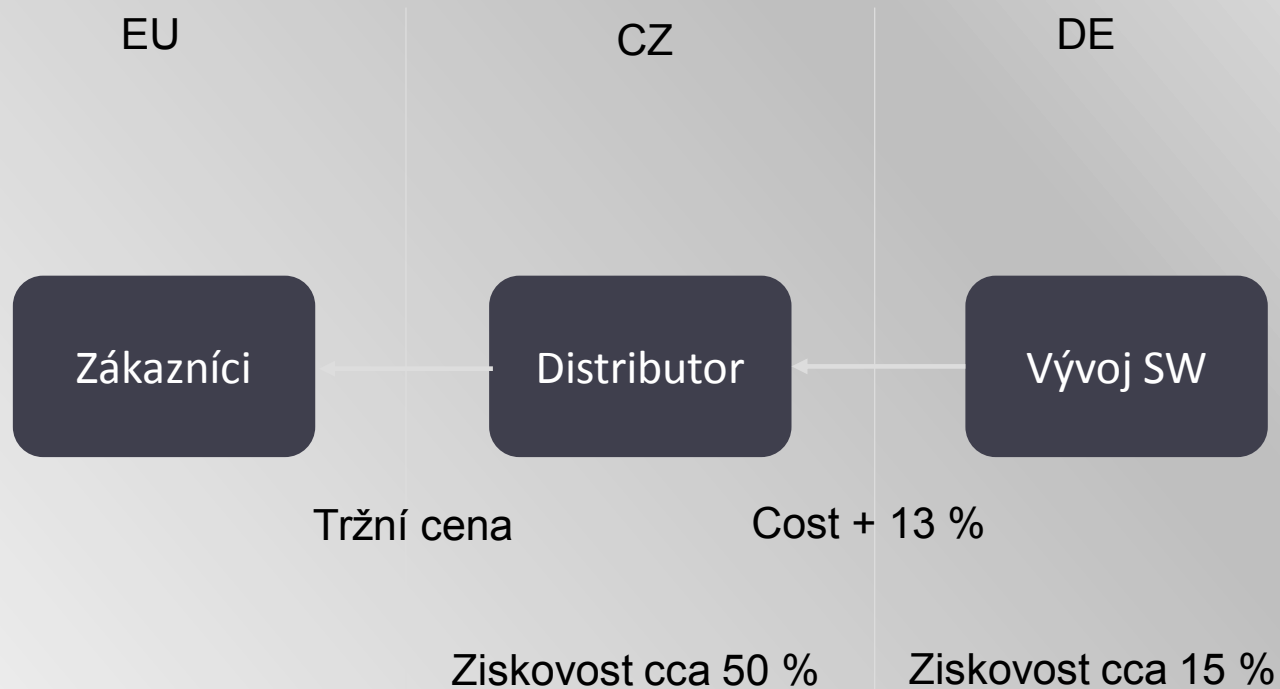 EU
CZ
DE
Zákazníci
Distributor
Vývoj SW
Tržní cena
Cost + 13 %
Ziskovost cca 50 %
Ziskovost cca 15 %